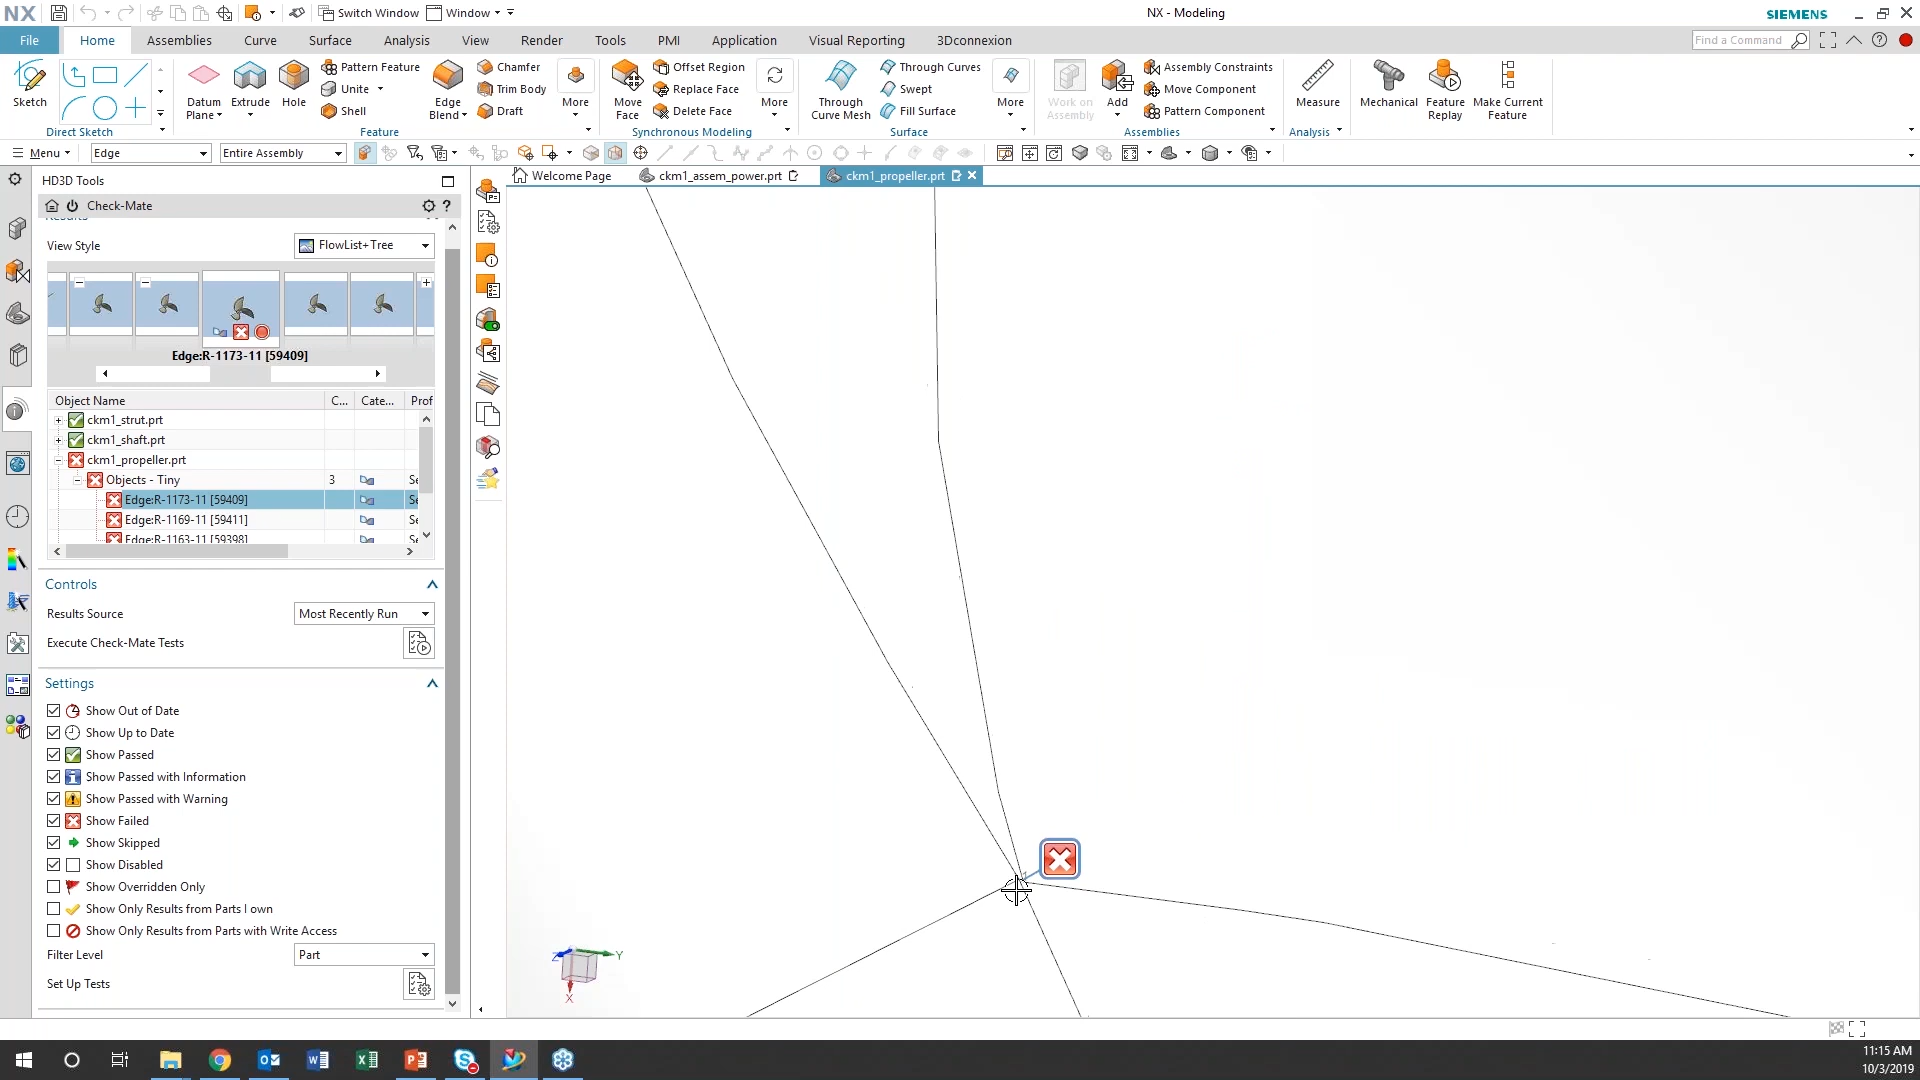 NX
Switch Window
Window
NX - Modeling
SIEMENS
File
Home
Assemblies
Curve
Surface
Analysis
View
Render
Tools
PMI
Application
Visual Reporting
3Dconnexion
Find a Command
Sketch
Direct Sketch
Datum Plane
Extrude
Hole
Pattern Feature
Unite
Shell
Edge Blend
Chamfer
Trim Body
Draft
More
Feature
Move Face
Offset Region
Replace Face
Delete Face
More
Synchronous Modeling
Through Curve Mesh
Through Curves
Swept
Fill Surface
More
Surface
Work on Assembly
Add
Assembly Constraints
Move Component
Pattern Component
Assemblies
Measure
Analysis
Mechanical
Feature Replay
Make Current Feature
Menu
Edge
Entire Assembly
HD3D Tools
Welcome Page
ckm1_assem_power.prt
ckm1_propeller.prt
Check-Mate
View Style
FlowList+Tree
Edge:R-1173-11 [59409]
Object Name C... Cate... Prof
ckm1_strut.prt
ckm1_shaft.prt
ckm1_propeller.prt
Objects - Tiny 3 Se
Edge:R-1173-11 [59409] Se
Edge:R-1169-11 [59411] Se
Edge:R-1163-11 [59398] Se
Controls
Results Source
Most Recently Run
Execute Check-Mate Tests
Settings
Show Out of Date
Show Up to Date
Show Passed
Show Passed with Information
Show Passed with Warning
Show Failed
Show Skipped
Show Disabled
Show Overridden Only
Show Only Results from Parts I own
Show Only Results from Parts with Write Access
Filter Level
Part
Set Up Tests
Z
Y
X
11:15 AM
10/3/2019